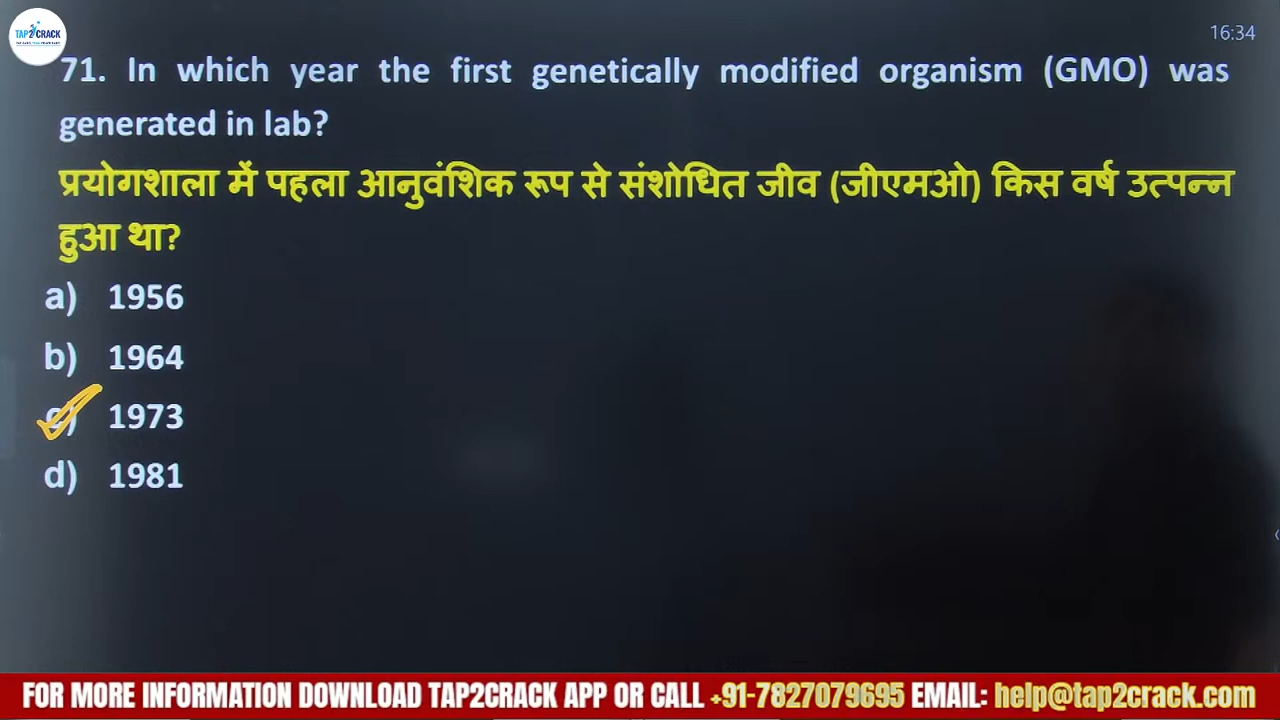 TAP2CRACK
16:34
71. In which year the first genetically modified organism (GMO) was
generated in lab?
प्रयोगशाला में पहला आनुवंशिक रूप से संशोधित जीव (जीएमओ) किस वर्ष उत्पन्न
हुआ था?
a) 1956
b) 1964
c) 1973
d) 1981
FOR MORE INFORMATION DOWNLOAD TAP2CRACK APP OR CALL +91-7827079695 EMAIL: help@tap2crack.com